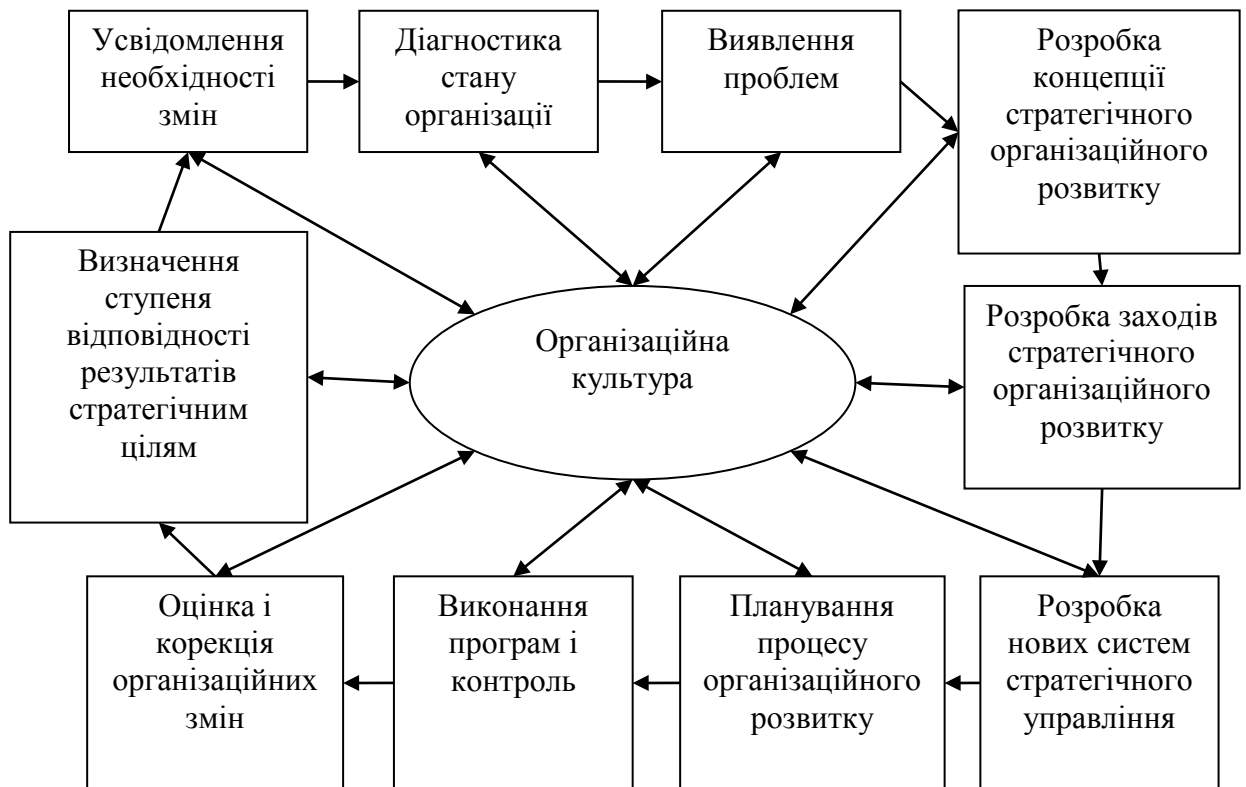 Усвідомлення
необхідності
змін
Діагностика
стану
організації
Виявлення
проблем
Розробка
концепції
стратегічного
організаційного
розвитку
Визначення
ступеня
відповідності
результатів
стратегічним
цілям
Організаційна
культура
Розробка заходів
стратегічного
організаційного
розвитку
Оцінка і
корекція
організаційних
змін
Виконання
програм і
контроль
Планування
процесу
організаційного
розвитку
Розробка
нових систем
стратегічного
управління